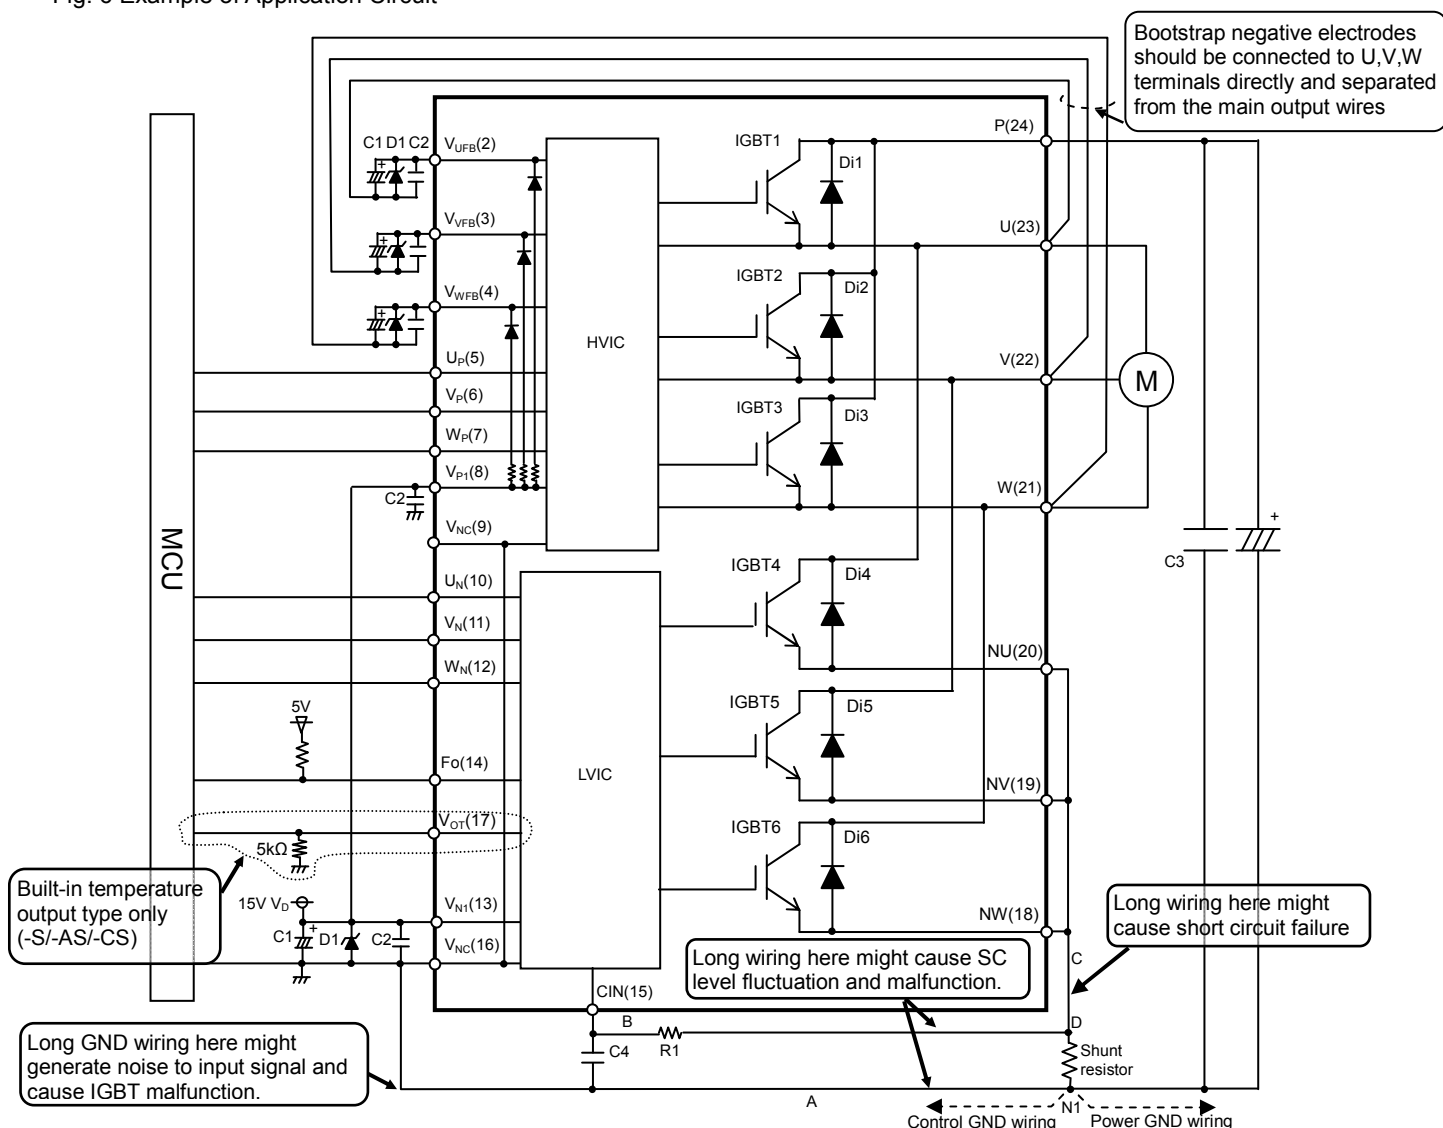 Fig. 6 Example of Application Circuit
Bootstrap negative electrodes
should be connected to U,V,W
terminals directly and separated
from the main output wires
MCU
C1 D1 C2
VUFB(2)
VVFB(3)
VWFB(4)
UP(5)
VP(6)
WP(7)
VP1(8)
C2
VNC(9)
UN(10)
VN(11)
WN(12)
5V
Fo(14)
VOT(17)
5kΩ
Built-in temperature
output type only
(-S/-AS/-CS)
15V VD
C1
+
D1
C2
VN1(13)
VNC(16)
HVIC
LVIC
IGBT1
Di1
IGBT2
Di2
IGBT3
Di3
IGBT4
Di4
IGBT5
Di5
IGBT6
Di6
P(24)
U(23)
V(22)
W(21)
NU(20)
NV(19)
NW(18)
M
C3
+
Long wiring here might
cause short circuit failure
Long wiring here might cause SC
level fluctuation and malfunction.
CIN(15)
B
R1
C4
C
D
Shunt
resistor
Long GND wiring here might
generate noise to input signal and
cause IGBT malfunction.
A
N1
Control GND wiring
Power GND wiring